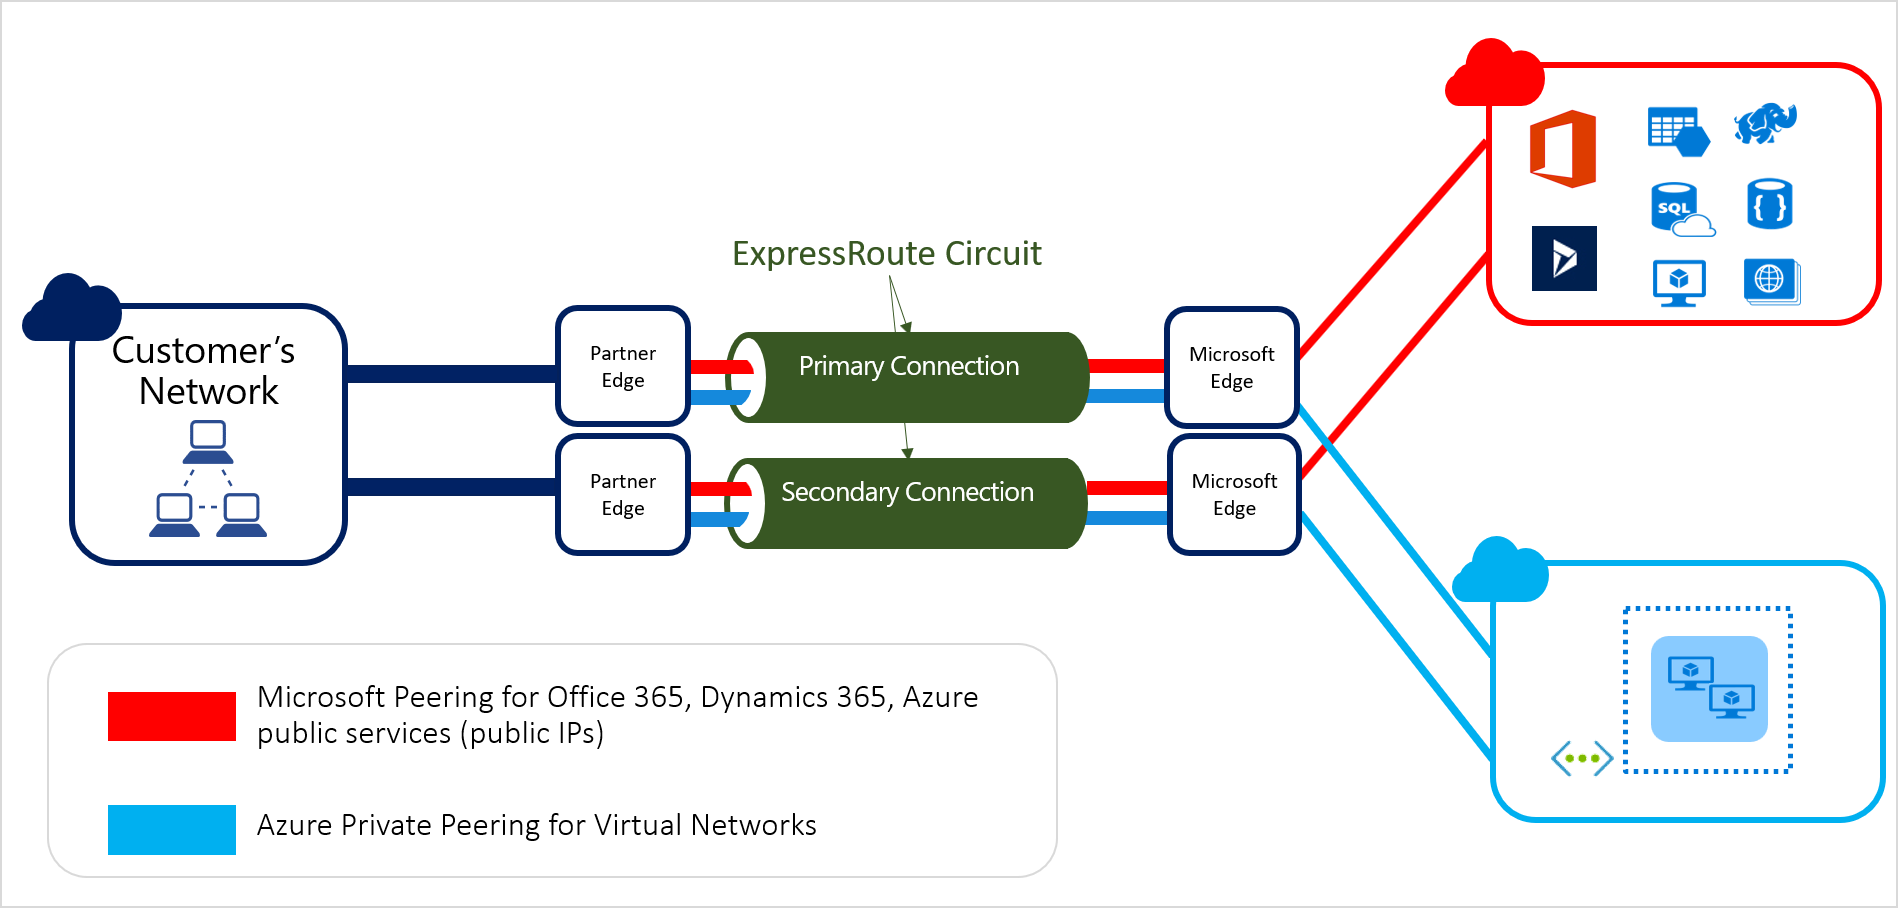 ExpressRoute Circuit
Customer's
Network
Partner
Edge
Primary Connection
Microsoft
Edge
Partner
Edge
Secondary Connection
Microsoft
Edge
SQL
Microsoft Peering for Office 365, Dynamics 365, Azure
public services (public IPs)
Azure Private Peering for Virtual Networks